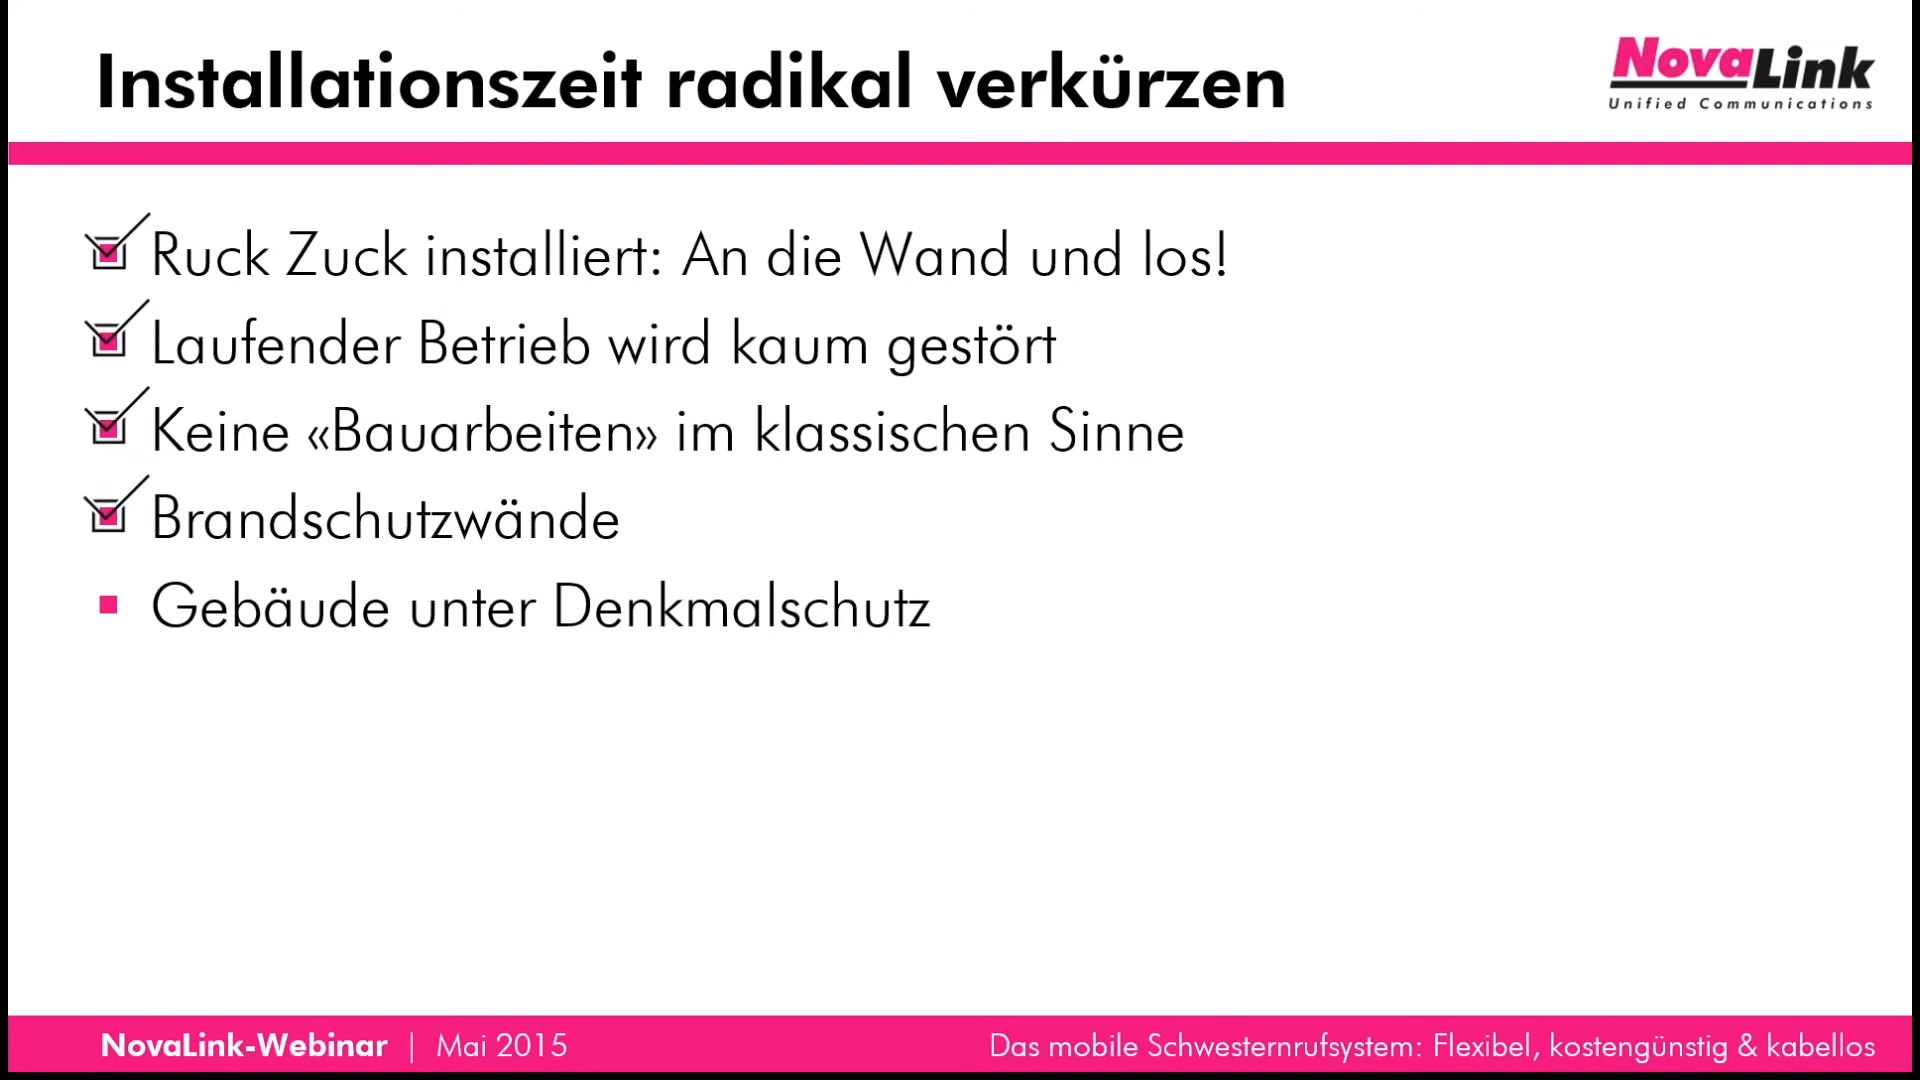 Installationszeit radikal verkürzen
NovaLink
Unified Communications
Ruck Zuck installiert: An die Wand und los!
Laufender Betrieb wird kaum gestört
Keine «Bauarbeiten» im klassischen Sinne
Brandschutzwände
Gebäude unter Denkmalschutz
NovaLink-Webinar | Mai 2015
Das mobile Schwesternrufsystem: Flexibel, kostengünstig & kabellos